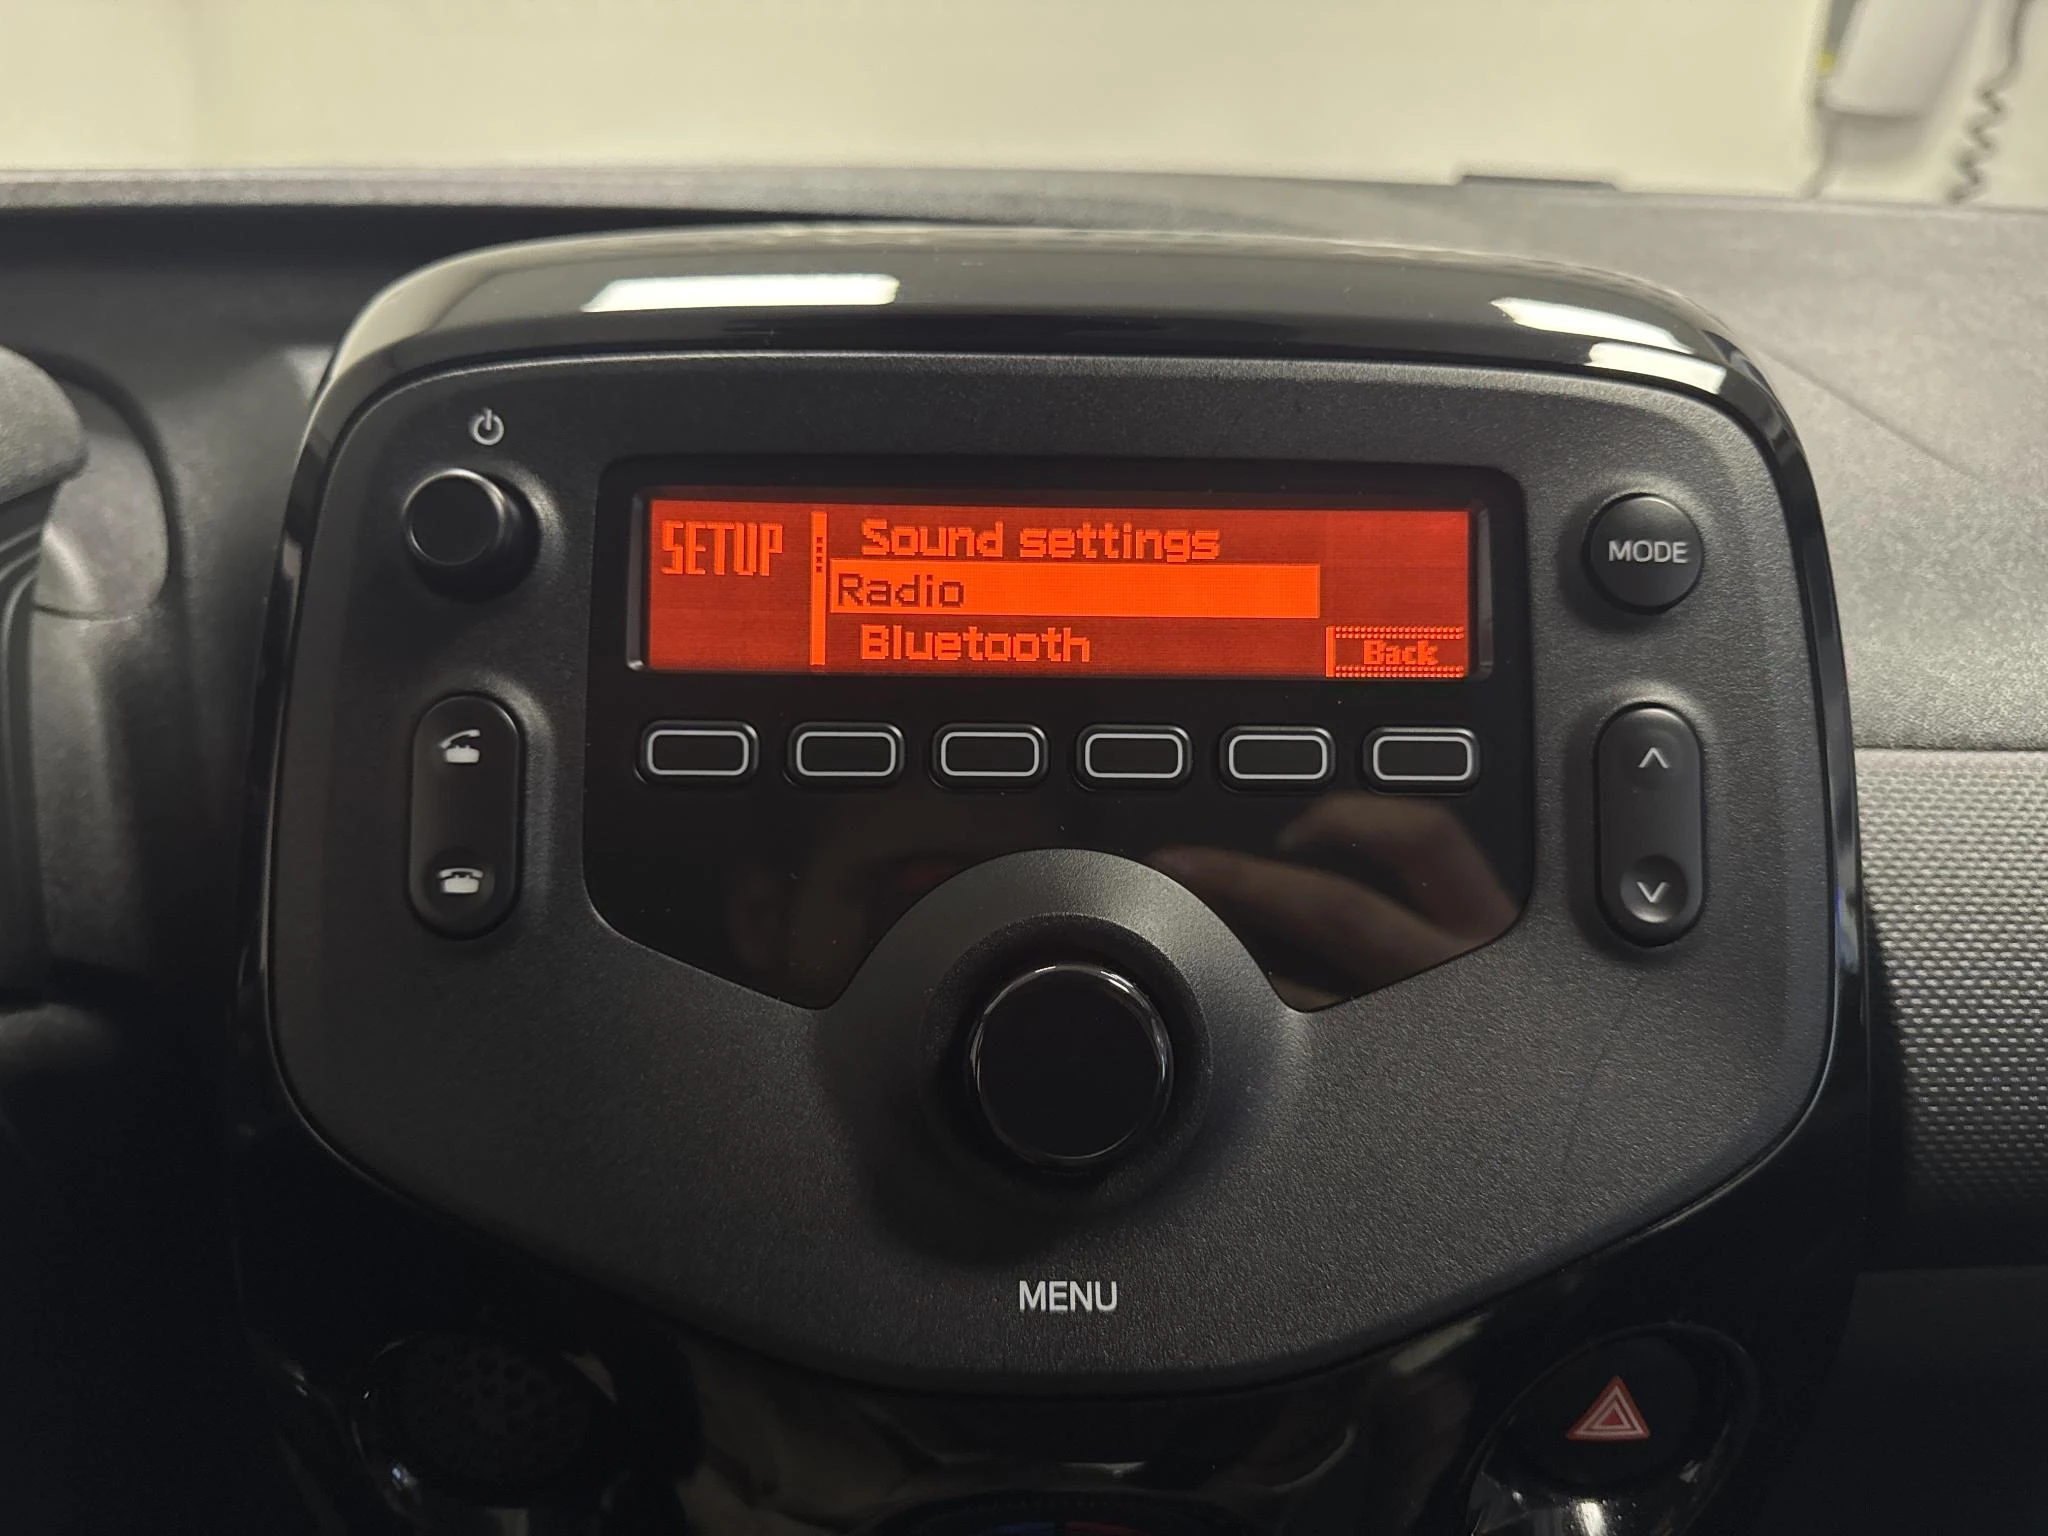 SETUP
Sound settings
Radio
Bluetooth
Back
MODE
MENU